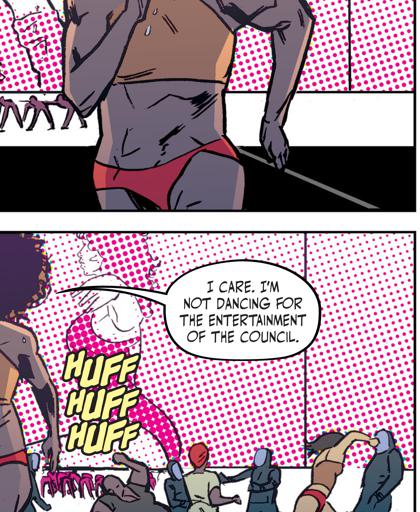 I CARE. I'M
NOT DANCING FOR
THE ENTERTAINMENT
OF THE COUNCIL.
HUFF
HUFF
HUFF